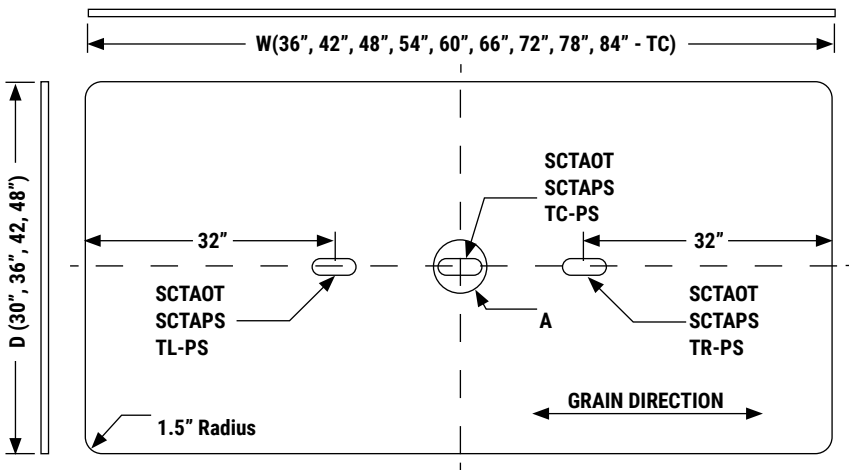 W(36”, 42”, 48”, 54”, 60”, 66”, 72”, 78”, 84” - TC)
D (30”, 36”, 42, 48”)
SCTAOT
SCTAPS
TC-PS
32”
32”
SCTAOT
SCTAPS
TL-PS
A
SCTAOT
SCTAPS
TR-PS
GRAIN DIRECTION
1.5” Radius